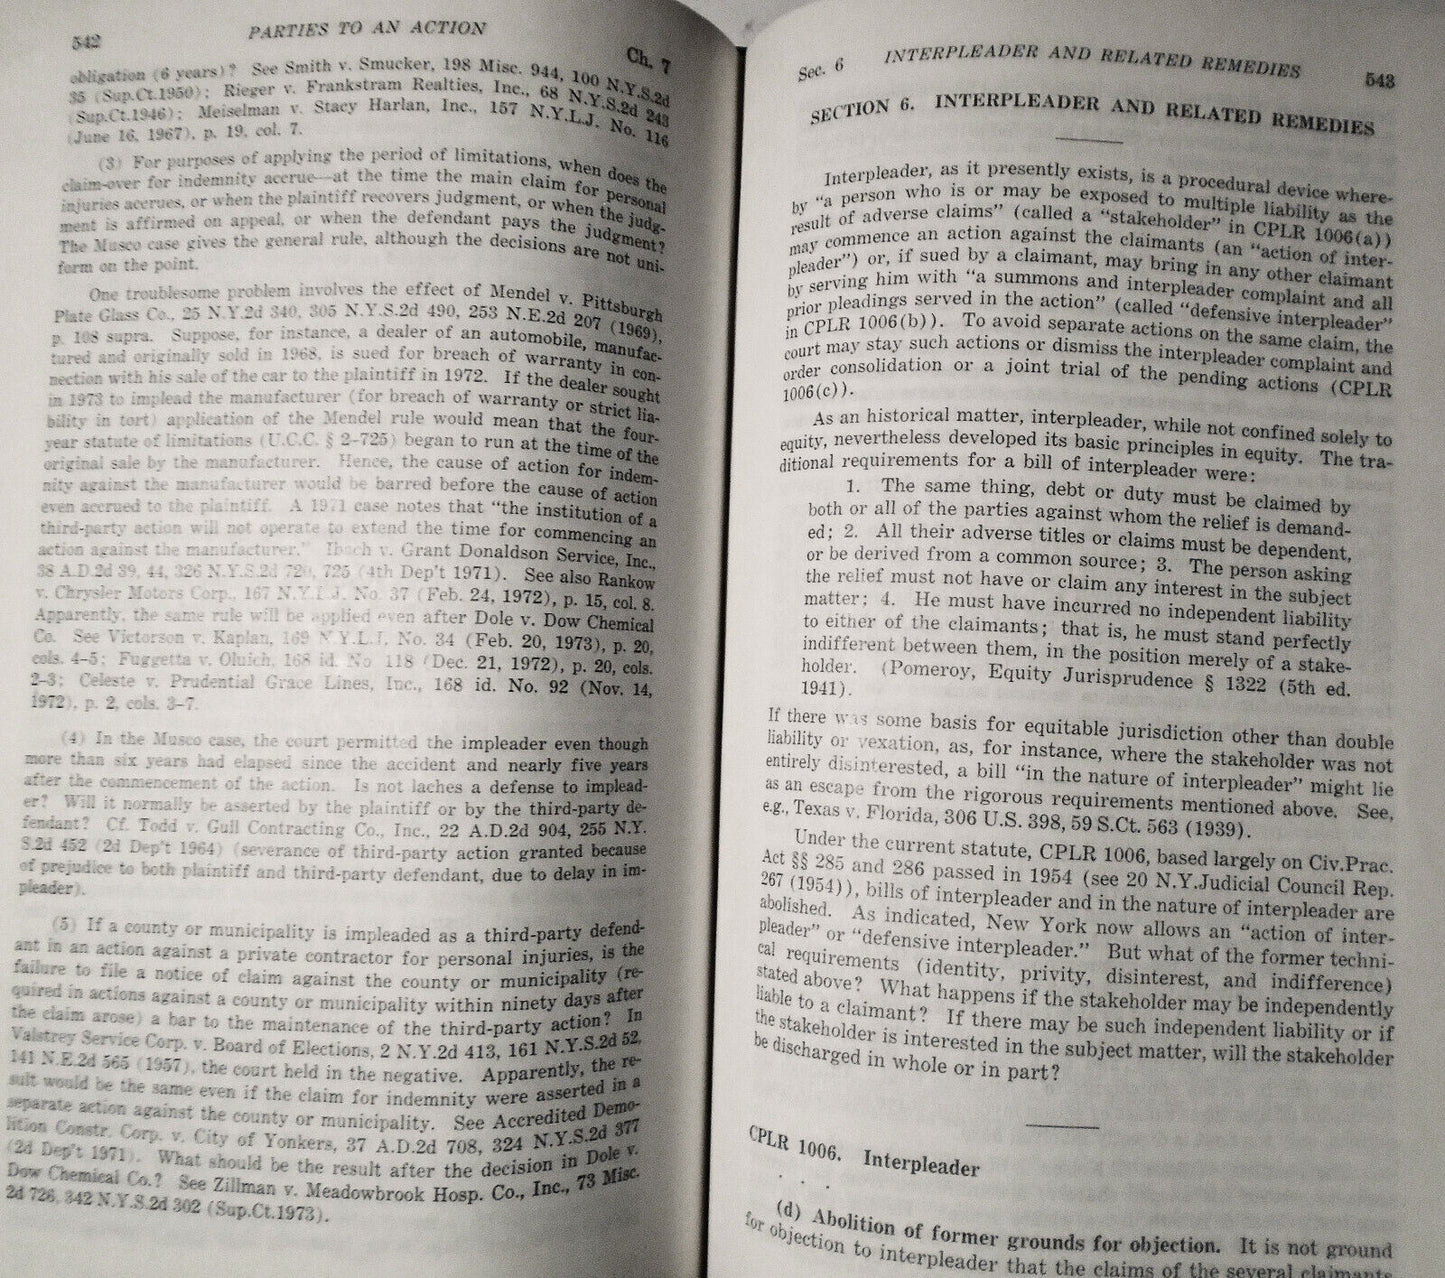 542
PARTIES TO AN ACTION
Ch. 7
obligation (6 years)? See Smith v. Smucker, 198 Misc. 944, 100 N.Y.S.2d
35 (Sup.Ct.1950); Rieger v. Frankstram Realties, Inc., 68 N.Y.S.2d 243
(Sup.Ct.1946); Meiselman v. Stacy Harlan, Inc., 157 N.Y.L.J. No. 116
(June 16, 1967), p. 19, col. 7.
(3) For purposes of applying the period of limitations, when does the
claim-over for indemnity accrue—at the time the main claim for personal
injuries accrues, or when the plaintiff recovers judgment, or when the judg-
ment is affirmed on appeal, or when the defendant pays the judgment?
The Musco case gives the general rule, although the decisions are not uni-
form on the point.
One troublesome problem involves the effect of Mendel v. Pittsburgh
Plate Glass Co., 25 N.Y.2d 340, 305 N.Y.S.2d 490, 253 N.E.2d 207 (1969),
p. 108 supra. Suppose, for instance, a dealer of an automobile, manufac-
tured and originally sold in 1968, is sued for breach of warranty in con-
nection with his sale of the car to the plaintiff in 1972. If the dealer sought
in 1973 to implead the manufacturer (for breach of warranty or strict lia-
bility in tort) application of the Mendel rule would mean that the four-
year statute of limitations (U.C.C. § 2–725) began to run at the time of the
original sale by the manufacturer. Hence, the cause of action for indem-
nity against the manufacturer would be barred before the cause of action
even accrued to the plaintiff. A 1971 case notes that "the institution of a
third-party action will not operate to extend the time for commencing an
action against the manufacturer." Ibach v. Grant Donaldson Service, Inc.,
38 A.D.2d 39, 44, 326 N.Y.S.2d 720, 725 (4th Dep't 1971). See also Rankow
v. Chrysler Motors Corp., 167 N.Y.L.J. No. 37 (Feb. 24, 1972), p. 15, col. 8.
Apparently, the same rule will be applied even after Dole v. Dow Chemical
Co. See Victorson v. Kaplan, 169 N.Y.L.J. No. 34 (Feb. 20, 1973), p. 20,
cols. 4–5; Fuggetta v. Oluich, 168 id. No. 118 (Dec. 21, 1972), p. 20, cols.
2–3; Celeste v. Prudential Grace Lines, Inc., 168 id. No. 92 (Nov. 14,
1972), p. 2, cols. 3–7.
(4) In the Musco case, the court permitted the impleader even though
more than six years had elapsed since the accident and nearly five years
after the commencement of the action. Is not laches a defense to implead-
er? Will it normally be asserted by the plaintiff or by the third-party de-
fendant? Cf. Todd v. Gull Contracting Co., Inc., 22 A.D.2d 904, 255 N.Y.
S.2d 452 (2d Dep't 1964) (severance of third-party action granted because
of prejudice to both plaintiff and third-party defendant, due to delay in im-
pleader).
(5) If a county or municipality is impleaded as a third-party defend-
ant in an action against a private contractor for personal injuries, is the
failure to file a notice of claim against the county or municipality (re-
quired in actions against a county or municipality within ninety days after
the claim arose) a bar to the maintenance of the third-party action? In
Valstrey Service Corp. v. Board of Elections, 2 N.Y.2d 413, 161 N.Y.S.2d 52,
141 N.E.2d 565 (1957), the court held in the negative. Apparently, the re-
sult would be the same even if the claim for indemnity were asserted in a
separate action against the county or municipality. See Accredited Demo-
lition Constr. Corp. v. City of Yonkers, 37 A.D.2d 708, 324 N.Y.S.2d 377
(2d Dep't 1971). What should be the result after the decision in Dole v.
Dow Chemical Co.? See Zillman v. Meadowbrook Hosp. Co., Inc., 73 Misc.
2d 726, 342 N.Y.S.2d 302 (Sup.Ct.1973).
Sec. 6
INTERPLEADER AND RELATED REMEDIES
543
SECTION 6. INTERPLEADER AND RELATED REMEDIES
Interpleader, as it presently exists, is a procedural device where-
by "a person who is or may be exposed to multiple liability as the
result of adverse claims" (called a "stakeholder" in CPLR 1006(a))
may commence an action against the claimants (an "action of inter-
pleader") or, if sued by a claimant, may bring in any other claimant
by serving him with "a summons and interpleader complaint and all
prior pleadings served in the action" (called "defensive interpleader"
in CPLR 1006(b)). To avoid separate actions on the same claim, the
court may stay such actions or dismiss the interpleader complaint and
order consolidation or a joint trial of the pending actions (CPLR
1006(c)).
As an historical matter, interpleader, while not confined solely to
equity, nevertheless developed its basic principles in equity. The tra-
ditional requirements for a bill of interpleader were:
1. The same thing, debt or duty must be claimed by
both or all of the parties against whom the relief is demand-
ed; 2. All their adverse titles or claims must be dependent,
or be derived from a common source; 3. The person asking
the relief must not have or claim any interest in the subject
matter; 4. He must have incurred no independent liability
to either of the claimants; that is, he must stand perfectly
indifferent between them, in the position merely of a stake-
holder. (Pomeroy, Equity Jurisprudence § 1322 (5th ed.
1941).
If there was some basis for equitable jurisdiction other than double
liability or vexation, as, for instance, where the stakeholder was not
entirely disinterested, a bill "in the nature of interpleader" might lie
as an escape from the rigorous requirements mentioned above. See,
e.g., Texas v. Florida, 306 U.S. 398, 59 S.Ct. 563 (1939).
Under the current statute, CPLR 1006, based largely on Civ.Prac.
Act §§ 285 and 286 passed in 1954 (see 20 N.Y.Judicial Council Rep.
267 (1954)), bills of interpleader and in the nature of interpleader are
abolished. As indicated, New York now allows an "action of inter-
pleader" or "defensive interpleader." But what of the former techni-
cal requirements (identity, privity, disinterest, and indifference)
stated above? What happens if the stakeholder may be independently
liable to a claimant? If there may be such independent liability or if
the stakeholder is interested in the subject matter, will the stakeholder
be discharged in whole or in part?
CPLR 1006. Interpleader
. . .
(d) Abolition of former grounds for objection. It is not ground
for objection to interpleader that the claims of the several claimants